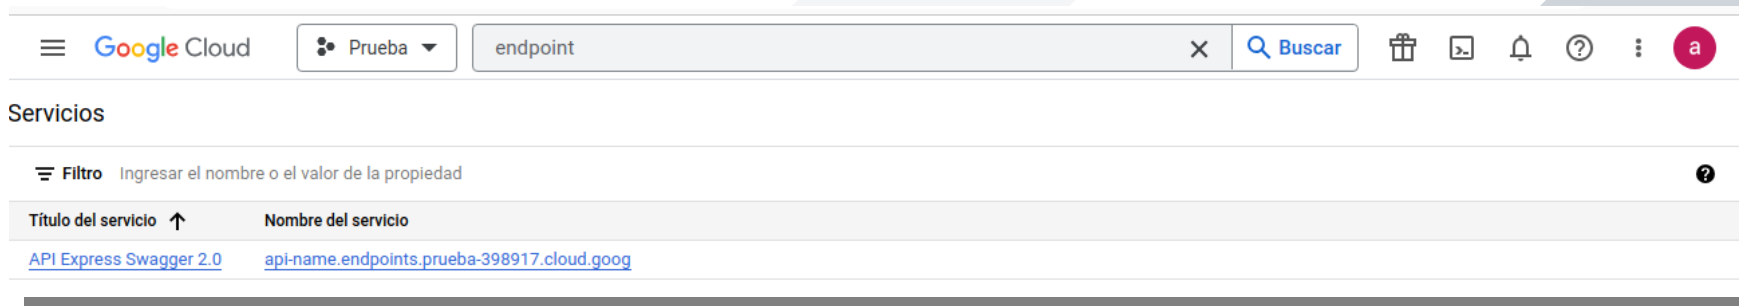 Google Cloud Prueba endpoint Buscar a
Servicios
Filtro Ingresar el nombre o el valor de la propiedad
Título del servicio Nombre del servicio
API Express Swagger 2.0 api-name.endpoints.prueba-398917.cloud.goog